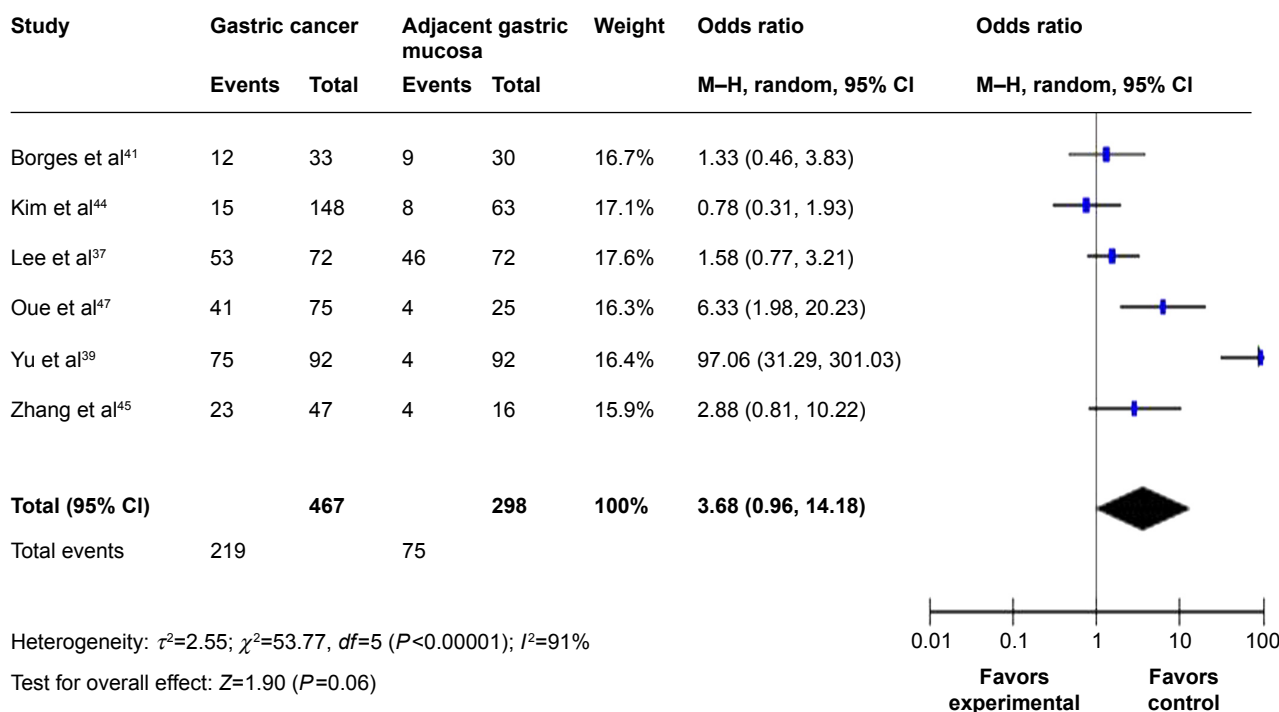 Study Gastric cancer Adjacent gastric mucosa Weight Odds ratio Odds ratio
Events Total Events Total M–H, random, 95% CI M–H, random, 95% CI
Borges et al⁴¹ 12 33 9 30 16.7% 1.33 (0.46, 3.83)
Kim et al⁴⁴ 15 148 8 63 17.1% 0.78 (0.31, 1.93)
Lee et al³⁷ 53 72 46 72 17.6% 1.58 (0.77, 3.21)
Oue et al⁴⁷ 41 75 4 25 16.3% 6.33 (1.98, 20.23)
Yu et al³⁹ 75 92 4 92 16.4% 97.06 (31.29, 301.03)
Zhang et al⁴⁵ 23 47 4 16 15.9% 2.88 (0.81, 10.22)
Total (95% CI) 467 298 100% 3.68 (0.96, 14.18)
Total events 219 75
Heterogeneity: τ²=2.55; χ²=53.77, df=5 (P<0.00001); I²=91%
Test for overall effect: Z=1.90 (P=0.06)
0.01 0.1 1 10 100
Favors experimental Favors control